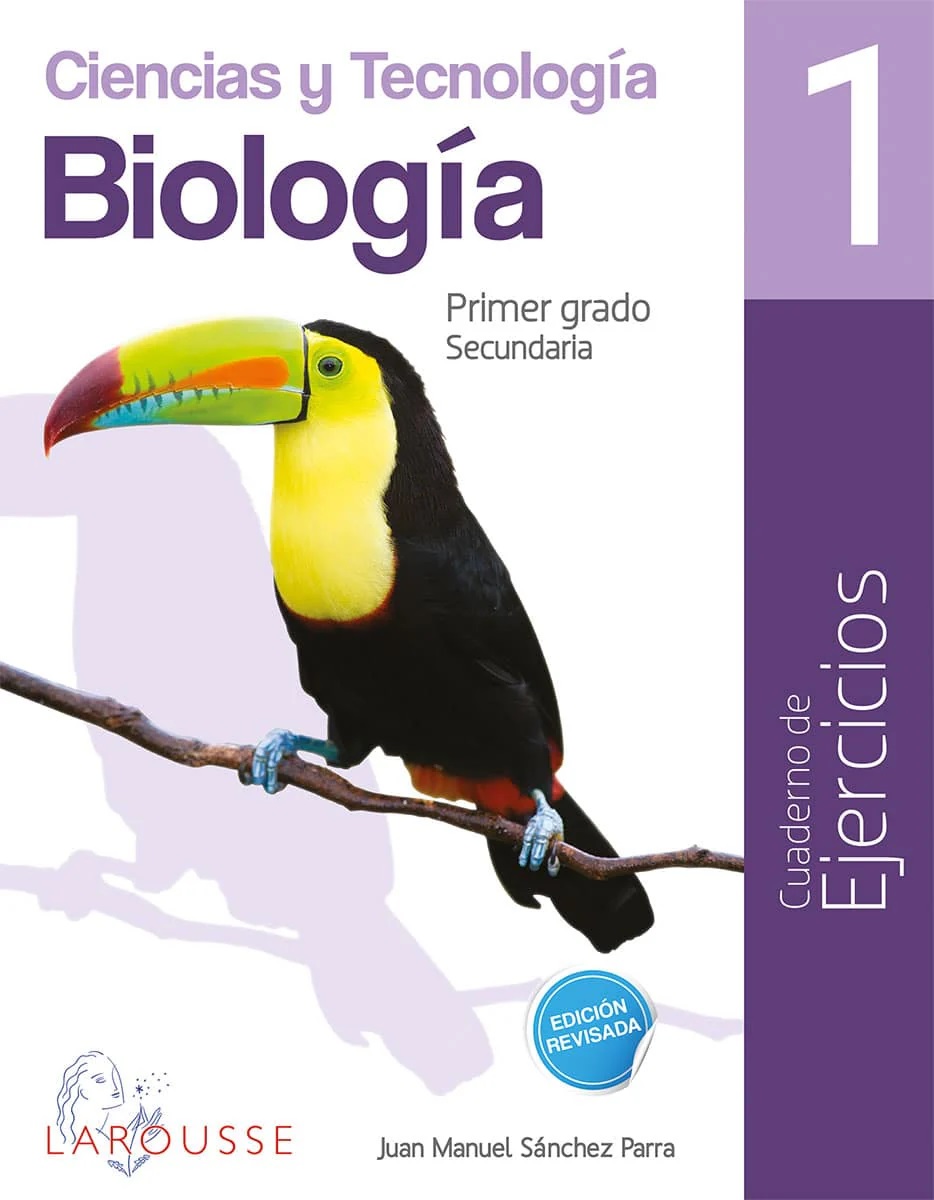 Ciencias y Tecnología
Biología
1
Primer grado
Secundaria
Cuaderno de
Ejercicios
EDICIÓN
REVISADA
LAROUSSE
Juan Manuel Sánchez Parra